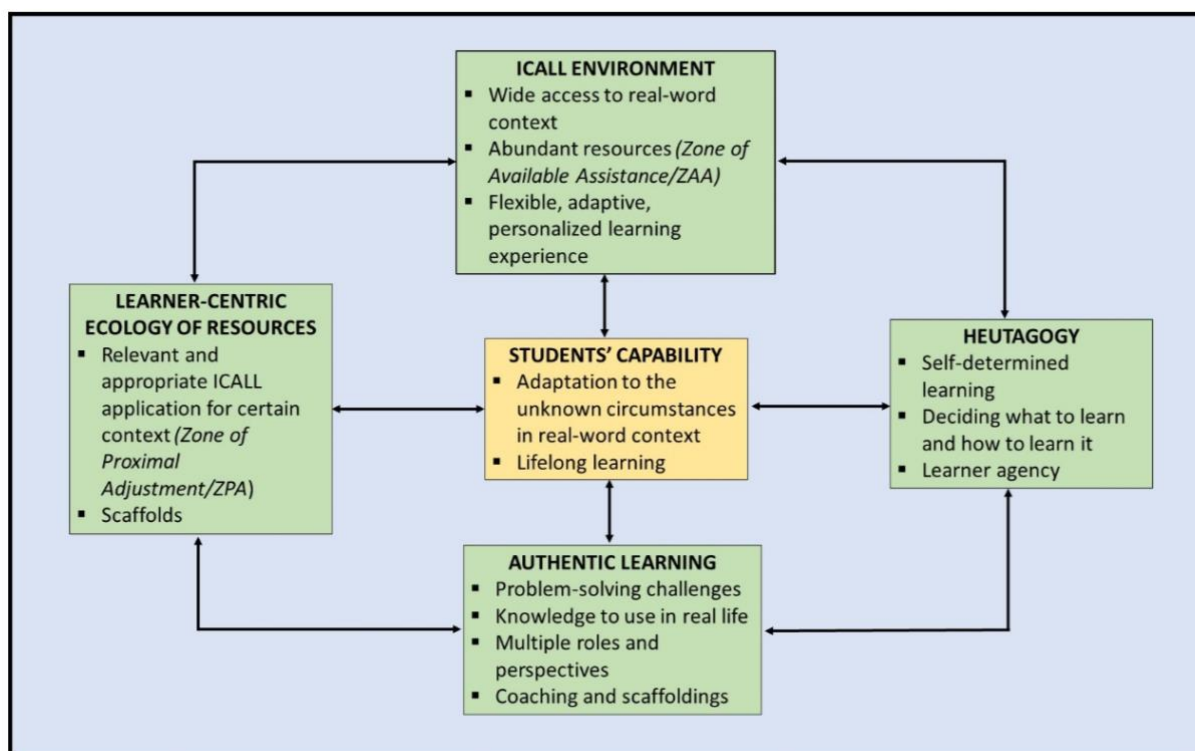 ICALL ENVIRONMENT
▪ Wide access to real-word
context
▪ Abundant resources (Zone of
Available Assistance/ZAA)
▪ Flexible, adaptive,
personalized learning
experience
LEARNER-CENTRIC
ECOLOGY OF RESOURCES
▪ Relevant and
appropriate ICALL
application for certain
context (Zone of
Proximal
Adjustment/ZPA)
▪ Scaffolds
STUDENTS’ CAPABILITY
▪ Adaptation to the
unknown circumstances
in real-word context
▪ Lifelong learning
HEUTAGOGY
▪ Self-determined
learning
▪ Deciding what to learn
and how to learn it
▪ Learner agency
AUTHENTIC LEARNING
▪ Problem-solving challenges
▪ Knowledge to use in real life
▪ Multiple roles and
perspectives
▪ Coaching and scaffoldings